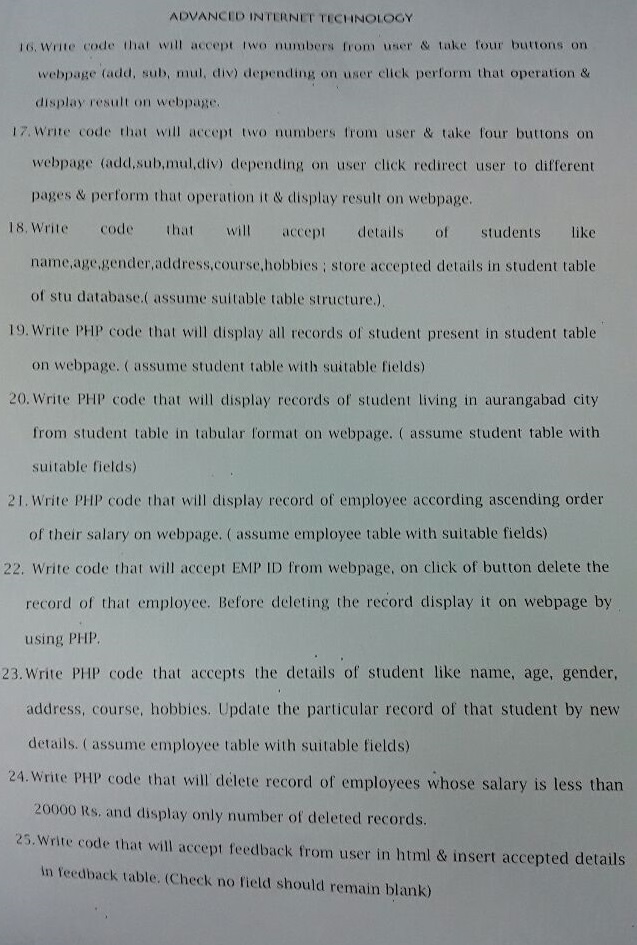 ADVANCED INTERNET TECHNOLOGY
16. Write code that will accept two numbers from user & take four buttons on
webpage (add, sub, mul, div) depending on user click perform that operation &
display result on webpage.
17. Write code that will accept two numbers from user & take four buttons on
webpage (add,sub,mul,div) depending on user click redirect user to different
pages & perform that operation it & display result on webpage.
18. Write code that will accept details of students like
name,age,gender,address,course,hobbies ; store accepted details in student table
of stu database.( assume suitable table structure.)
19. Write PHP code that will display all records of student present in student table
on webpage. ( assume student table with suitable fields)
20. Write PHP code that will display records of student living in aurangabad city
from student table in tabular format on webpage. ( assume student table with
suitable fields)
21. Write PHP code that will display record of employee according ascending order
of their salary on webpage. ( assume employee table with suitable fields)
22. Write code that will accept EMP ID from webpage, on click of button delete the
record of that employee. Before deleting the record display it on webpage by
using PHP.
23. Write PHP code that accepts the details of student like name, age, gender,
address, course, hobbies. Update the particular record of that student by new
details. ( assume employee table with suitable fields)
24. Write PHP code that will delete record of employees whose salary is less than
20000 Rs. and display only number of deleted records.
25. Write code that will accept feedback from user in html & insert accepted details
in feedback table. (Check no field should remain blank)